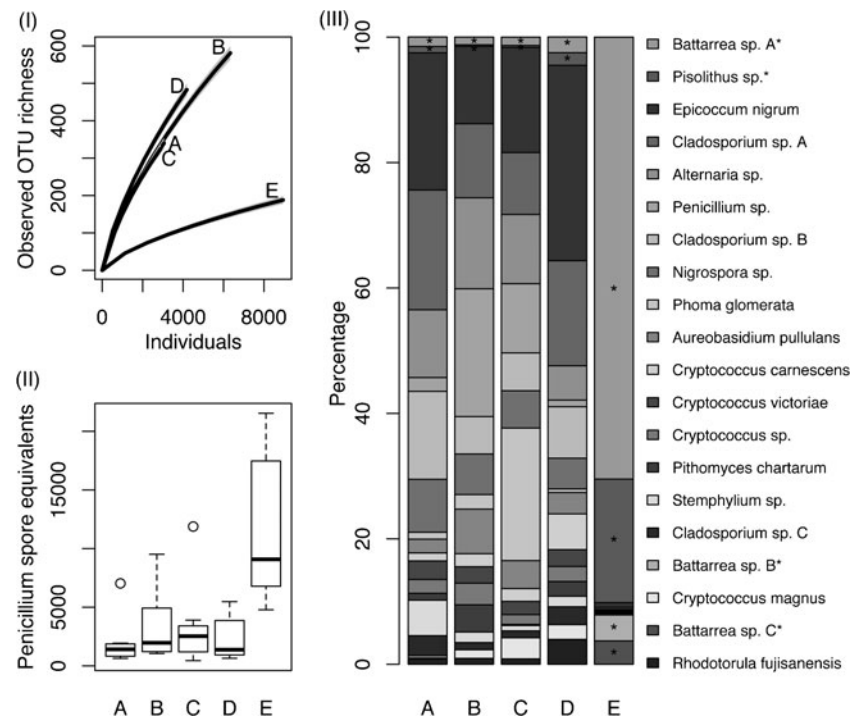 (I)
Observed OTU richness
600
400
200
0
B
D
A
C
E
0 4000 8000
Individuals
(II)
Penicillium spore equivalents
15000
5000
0
A B C D E
(III)
Percentage
100
80
60
40
20
0
* * * *
* * * *
*
*
*
*
A B C D E
Battarrea sp. A*
Pisolithus sp.*
Epicoccum nigrum
Cladosporium sp. A
Alternaria sp.
Penicillium sp.
Cladosporium sp. B
Nigrospora sp.
Phoma glomerata
Aureobasidium pullulans
Cryptococcus carnescens
Cryptococcus victoriae
Cryptococcus sp.
Pithomyces chartarum
Stemphylium sp.
Cladosporium sp. C
Battarrea sp. B*
Cryptococcus magnus
Battarrea sp. C*
Rhodotorula fujisanensis